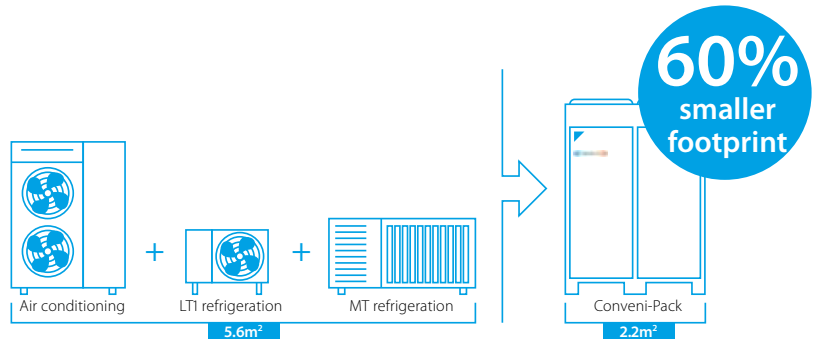 60%
smaller
footprint
+
+
Air conditioning
LT1 refrigeration
MT refrigeration
Conveni-Pack
5.6m²
2.2m²